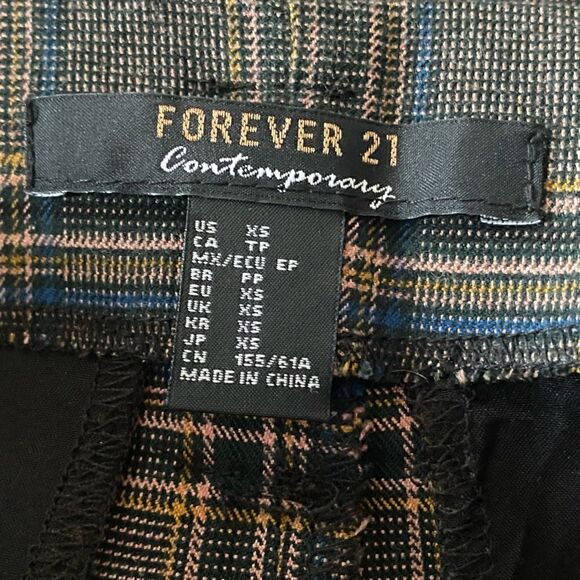 FOREVER 21
Contemporary
US XS
CA TP
MX/ECU EP
BR PP
EU XS
UK XS
KR XS
JP XS
CN 155/61A
MADE IN CHINA